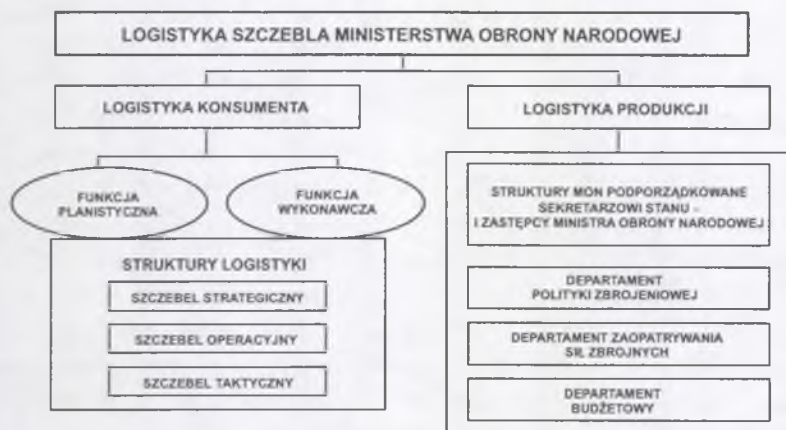 LOGISTYKA SZCZEBLA MINISTERSTWA OBRONY NARODOWEJ
LOGISTYKA KONSUMENTA
LOGISTYKA PRODUKCJI
FUNKCJA
PLANISTYCZNA
FUNKCJA
WYKONAWCZA
STRUKTURY LOGISTYKI
SZCZEBEL STRATEGICZNY
SZCZEBEL OPERACYJNY
SZCZEBEL TAKTYCZNY
STRUKTURY MON PODPORZĄDKOWANE
SEKRETARZOWI STANU –
I ZASTĘPCY MINISTRA OBRONY NARODOWEJ
DEPARTAMENT
POLITYKI ZBROJENIOWEJ
DEPARTAMENT ZAOPATRYWANIA
SIŁ ZBROJNYCH
DEPARTAMENT
BUDŻETOWY